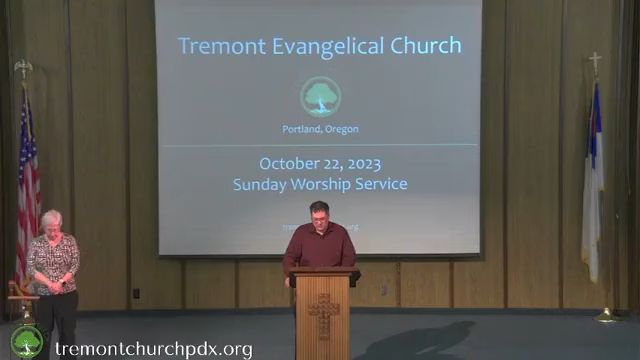 Tremont Evangelical Church
Portland, Oregon
October 22, 2023
Sunday Worship Service
tremontchurchpdx.org